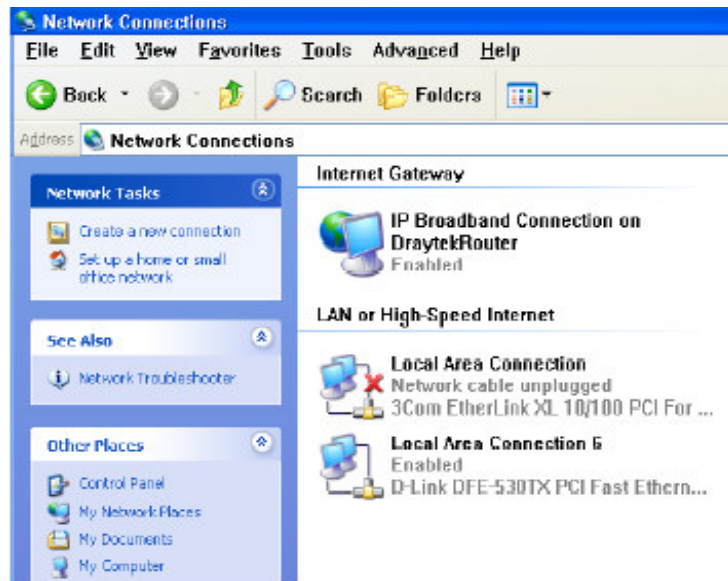 Network Connections
File Edit View Favorites Tools Advanced Help
Back Search Folders
Address Network Connections
Network Tasks
Create a new connection
Set up a home or small
office network
See Also
Network Troubleshooter
Other Places
Control Panel
My Network Places
My Documents
My Computer
Internet Gateway
IP Broadband Connection on
DraytekRouter
Enabled
LAN or High-Speed Internet
Local Area Connection
Network cable unplugged
3Com EtherLink XL 10/100 PCI For ...
Local Area Connection 6
Enabled
D-Link DFE-530TX PCI Fast Ethern...